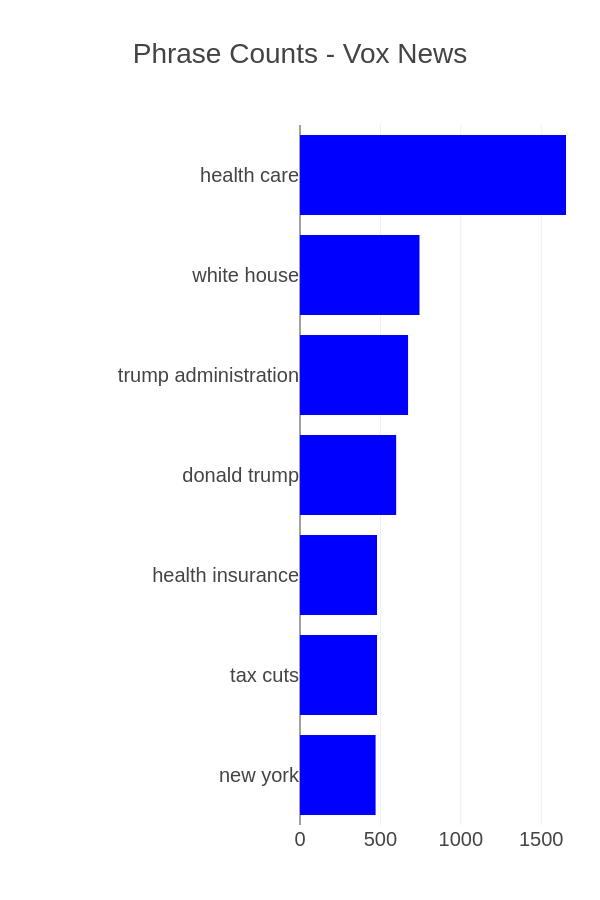 Phrase Counts - Vox News
health care
white house
trump administration
donald trump
health insurance
tax cuts
new york
0 500 1000 1500